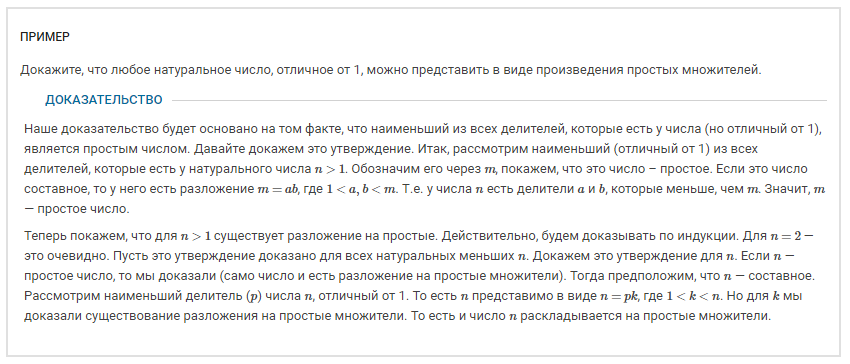 ПРИМЕР
Докажите, что любое натуральное число, отличное от 1, можно представить в виде произведения простых множителей.
ДОКАЗАТЕЛЬСТВО
Наше доказательство будет основано на том факте, что наименьший из всех делителей, которые есть у числа (но отличный от 1),
является простым числом. Давайте докажем это утверждение. Итак, рассмотрим наименьший (отличный от 1) из всех
делителей, которые есть у натурального числа n > 1. Обозначим его через m, покажем, что это число – простое. Если это число
составное, то у него есть разложение m = ab, где 1 < a, b < m. Т.е. у числа n есть делители a и b, которые меньше, чем m. Значит, m
— простое число.
Теперь покажем, что для n > 1 существует разложение на простые. Действительно, будем доказывать по индукции. Для n = 2 —
это очевидно. Пусть это утверждение доказано для всех натуральных меньших n. Докажем это утверждение для n. Если n —
простое число, то мы доказали (само число и есть разложение на простые множители). Тогда предположим, что n — составное.
Рассмотрим наименьший делитель (p) числа n, отличный от 1. То есть n представимо в виде n = pk, где 1 < k < n. Но для k мы
доказали существование разложения на простые множители. То есть и число n раскладывается на простые множители.